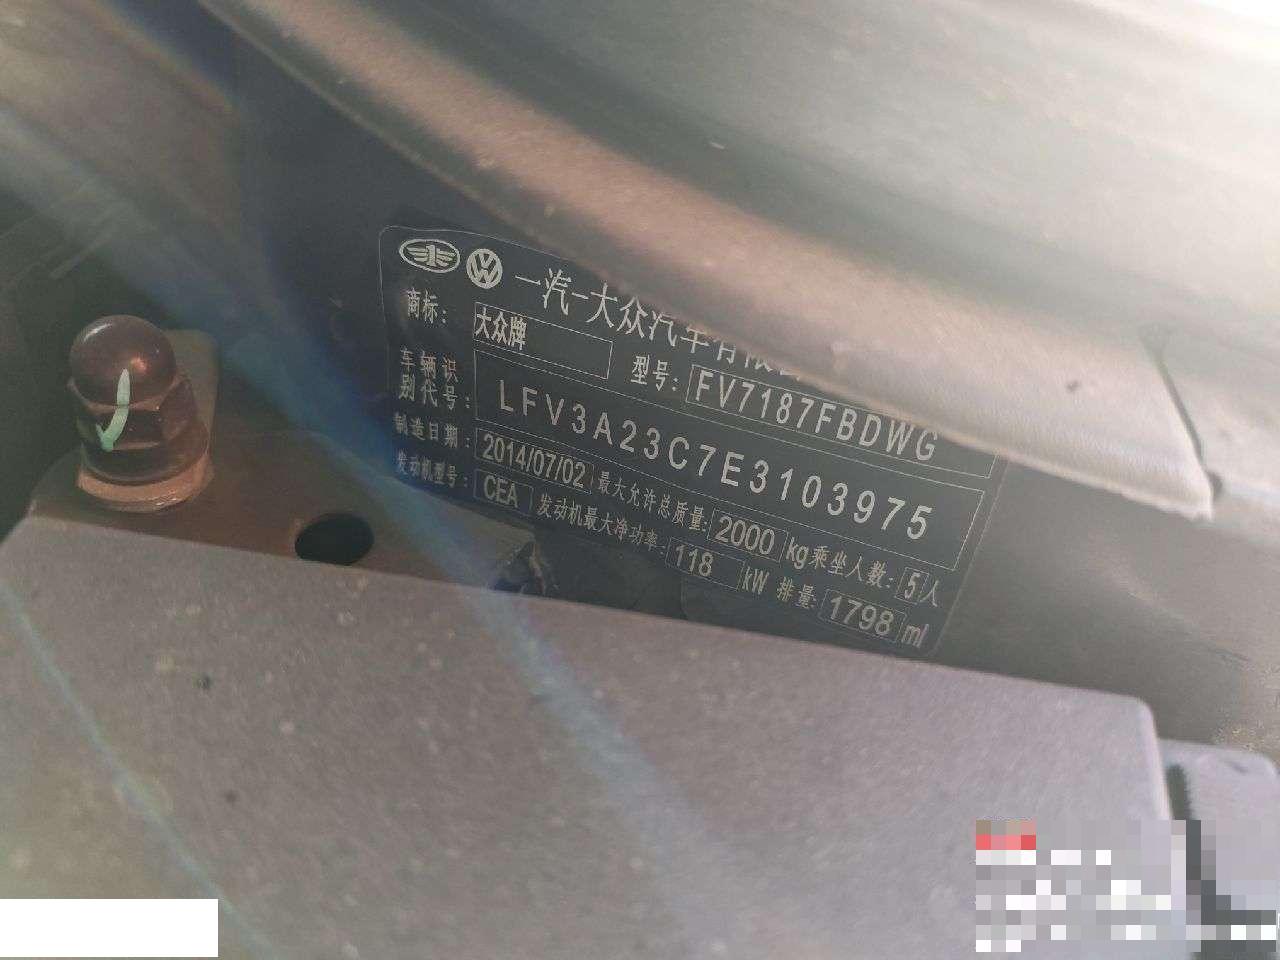 一汽-大众汽车有限
商标： 大众牌 型号： FV7187FBDWG
车辆识
别代号： LFV3A23C7E3103975
制造日期： 2014/07/02 最大允许总质量： 2000 kg 乘坐人数： 5 人
发动机型号： CEA 发动机最大净功率： 118 kW 排量： 1798 ml